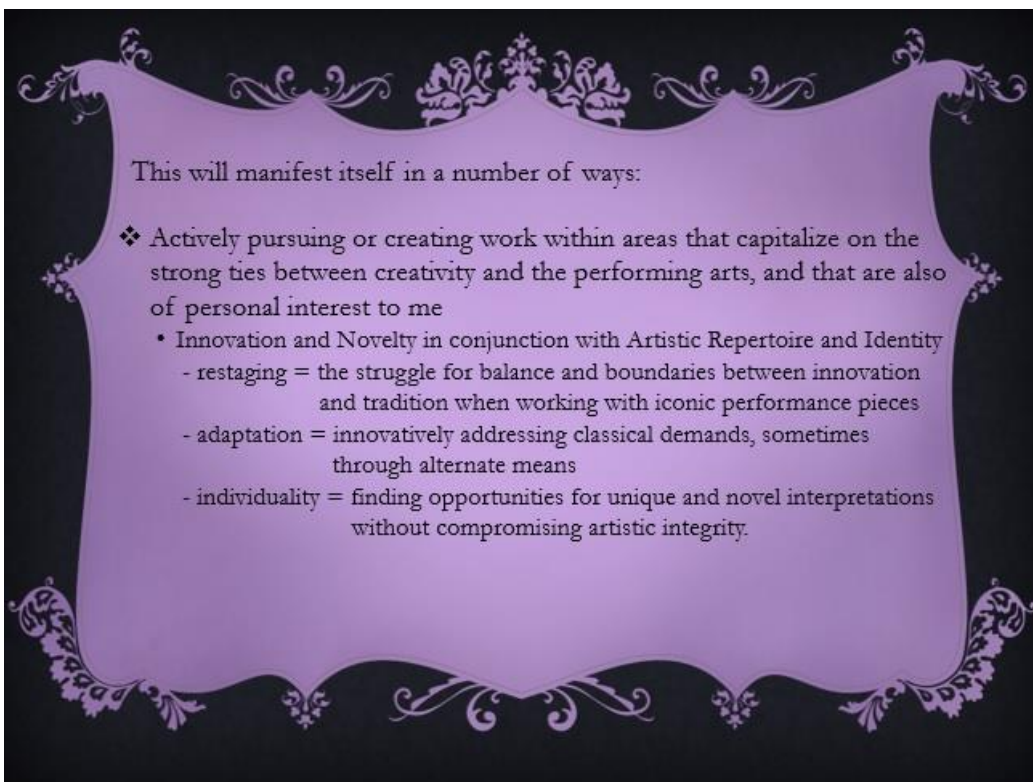 This will manifest itself in a number of ways:
❖ Actively pursuing or creating work within areas that capitalize on the
strong ties between creativity and the performing arts, and that are also
of personal interest to me
• Innovation and Novelty in conjunction with Artistic Repertoire and Identity
- restaging = the struggle for balance and boundaries between innovation
and tradition when working with iconic performance pieces
- adaptation = innovatively addressing classical demands, sometimes
through alternate means
- individuality = finding opportunities for unique and novel interpretations
without compromising artistic integrity.